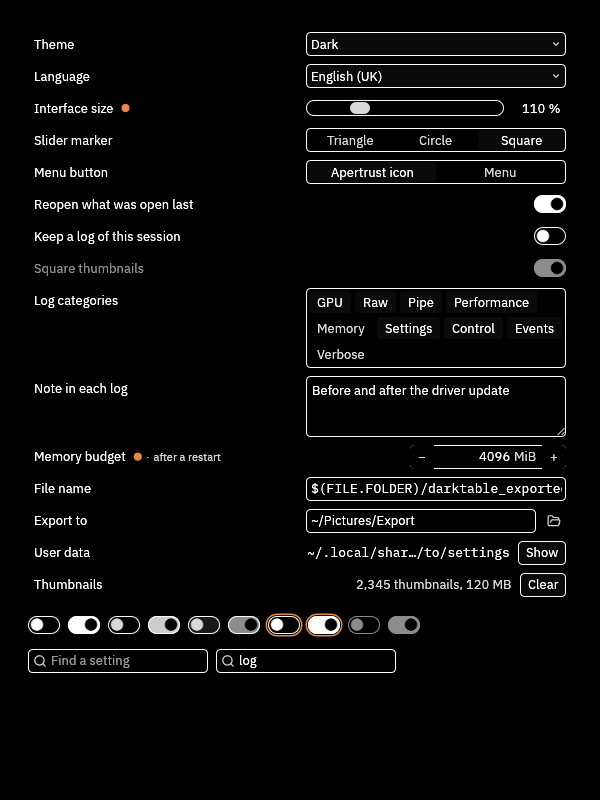 Theme Dark
Language English (UK)
Interface size 110 %
Slider marker Triangle Circle Square
Menu button Apertrust icon Menu
Reopen what was open last
Keep a log of this session
Square thumbnails
Log categories GPU Raw Pipe Performance
Memory Settings Control Events
Verbose
Note in each log Before and after the driver update
Memory budget · after a restart − 4096 MiB +
File name $(FILE.FOLDER)/darktable_exporte
Export to ~/Pictures/Export
User data ~/.local/shar…/to/settings Show
Thumbnails 2,345 thumbnails, 120 MB Clear
Find a setting log